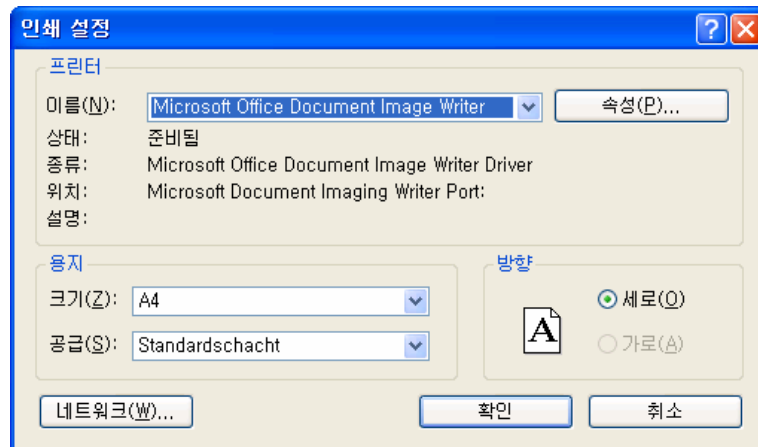 인쇄 설정
프린터
이름(N): Microsoft Office Document Image Writer 속성(P)...
상태: 준비됨
종류: Microsoft Office Document Image Writer Driver
위치: Microsoft Document Imaging Writer Port:
설명:
용지
크기(Z): A4
공급(S): Standardschacht
방향
A
세로(O)
가로(A)
네트워크(W)... 확인 취소